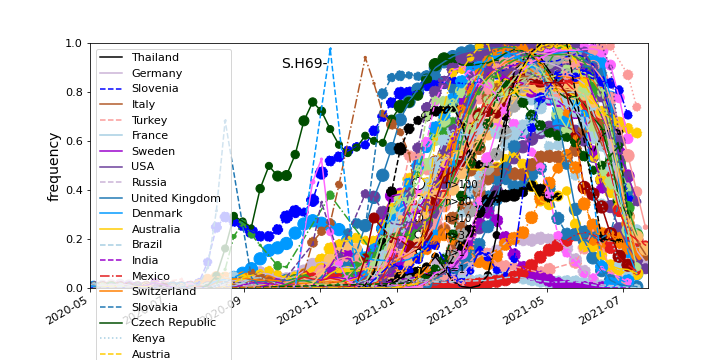 1.0
0.8
0.6
0.4
0.2
0.0
frequency
S.H69-
Thailand
Germany
Slovenia
Italy
Turkey
France
Sweden
USA
Russia
United Kingdom
Denmark
Australia
Brazil
India
Mexico
Switzerland
Slovakia
Czech Republic
Kenya
Austria
n>100
2020-05
2020-09
2020-11
2021-01
2021-03
2021-05
2021-07